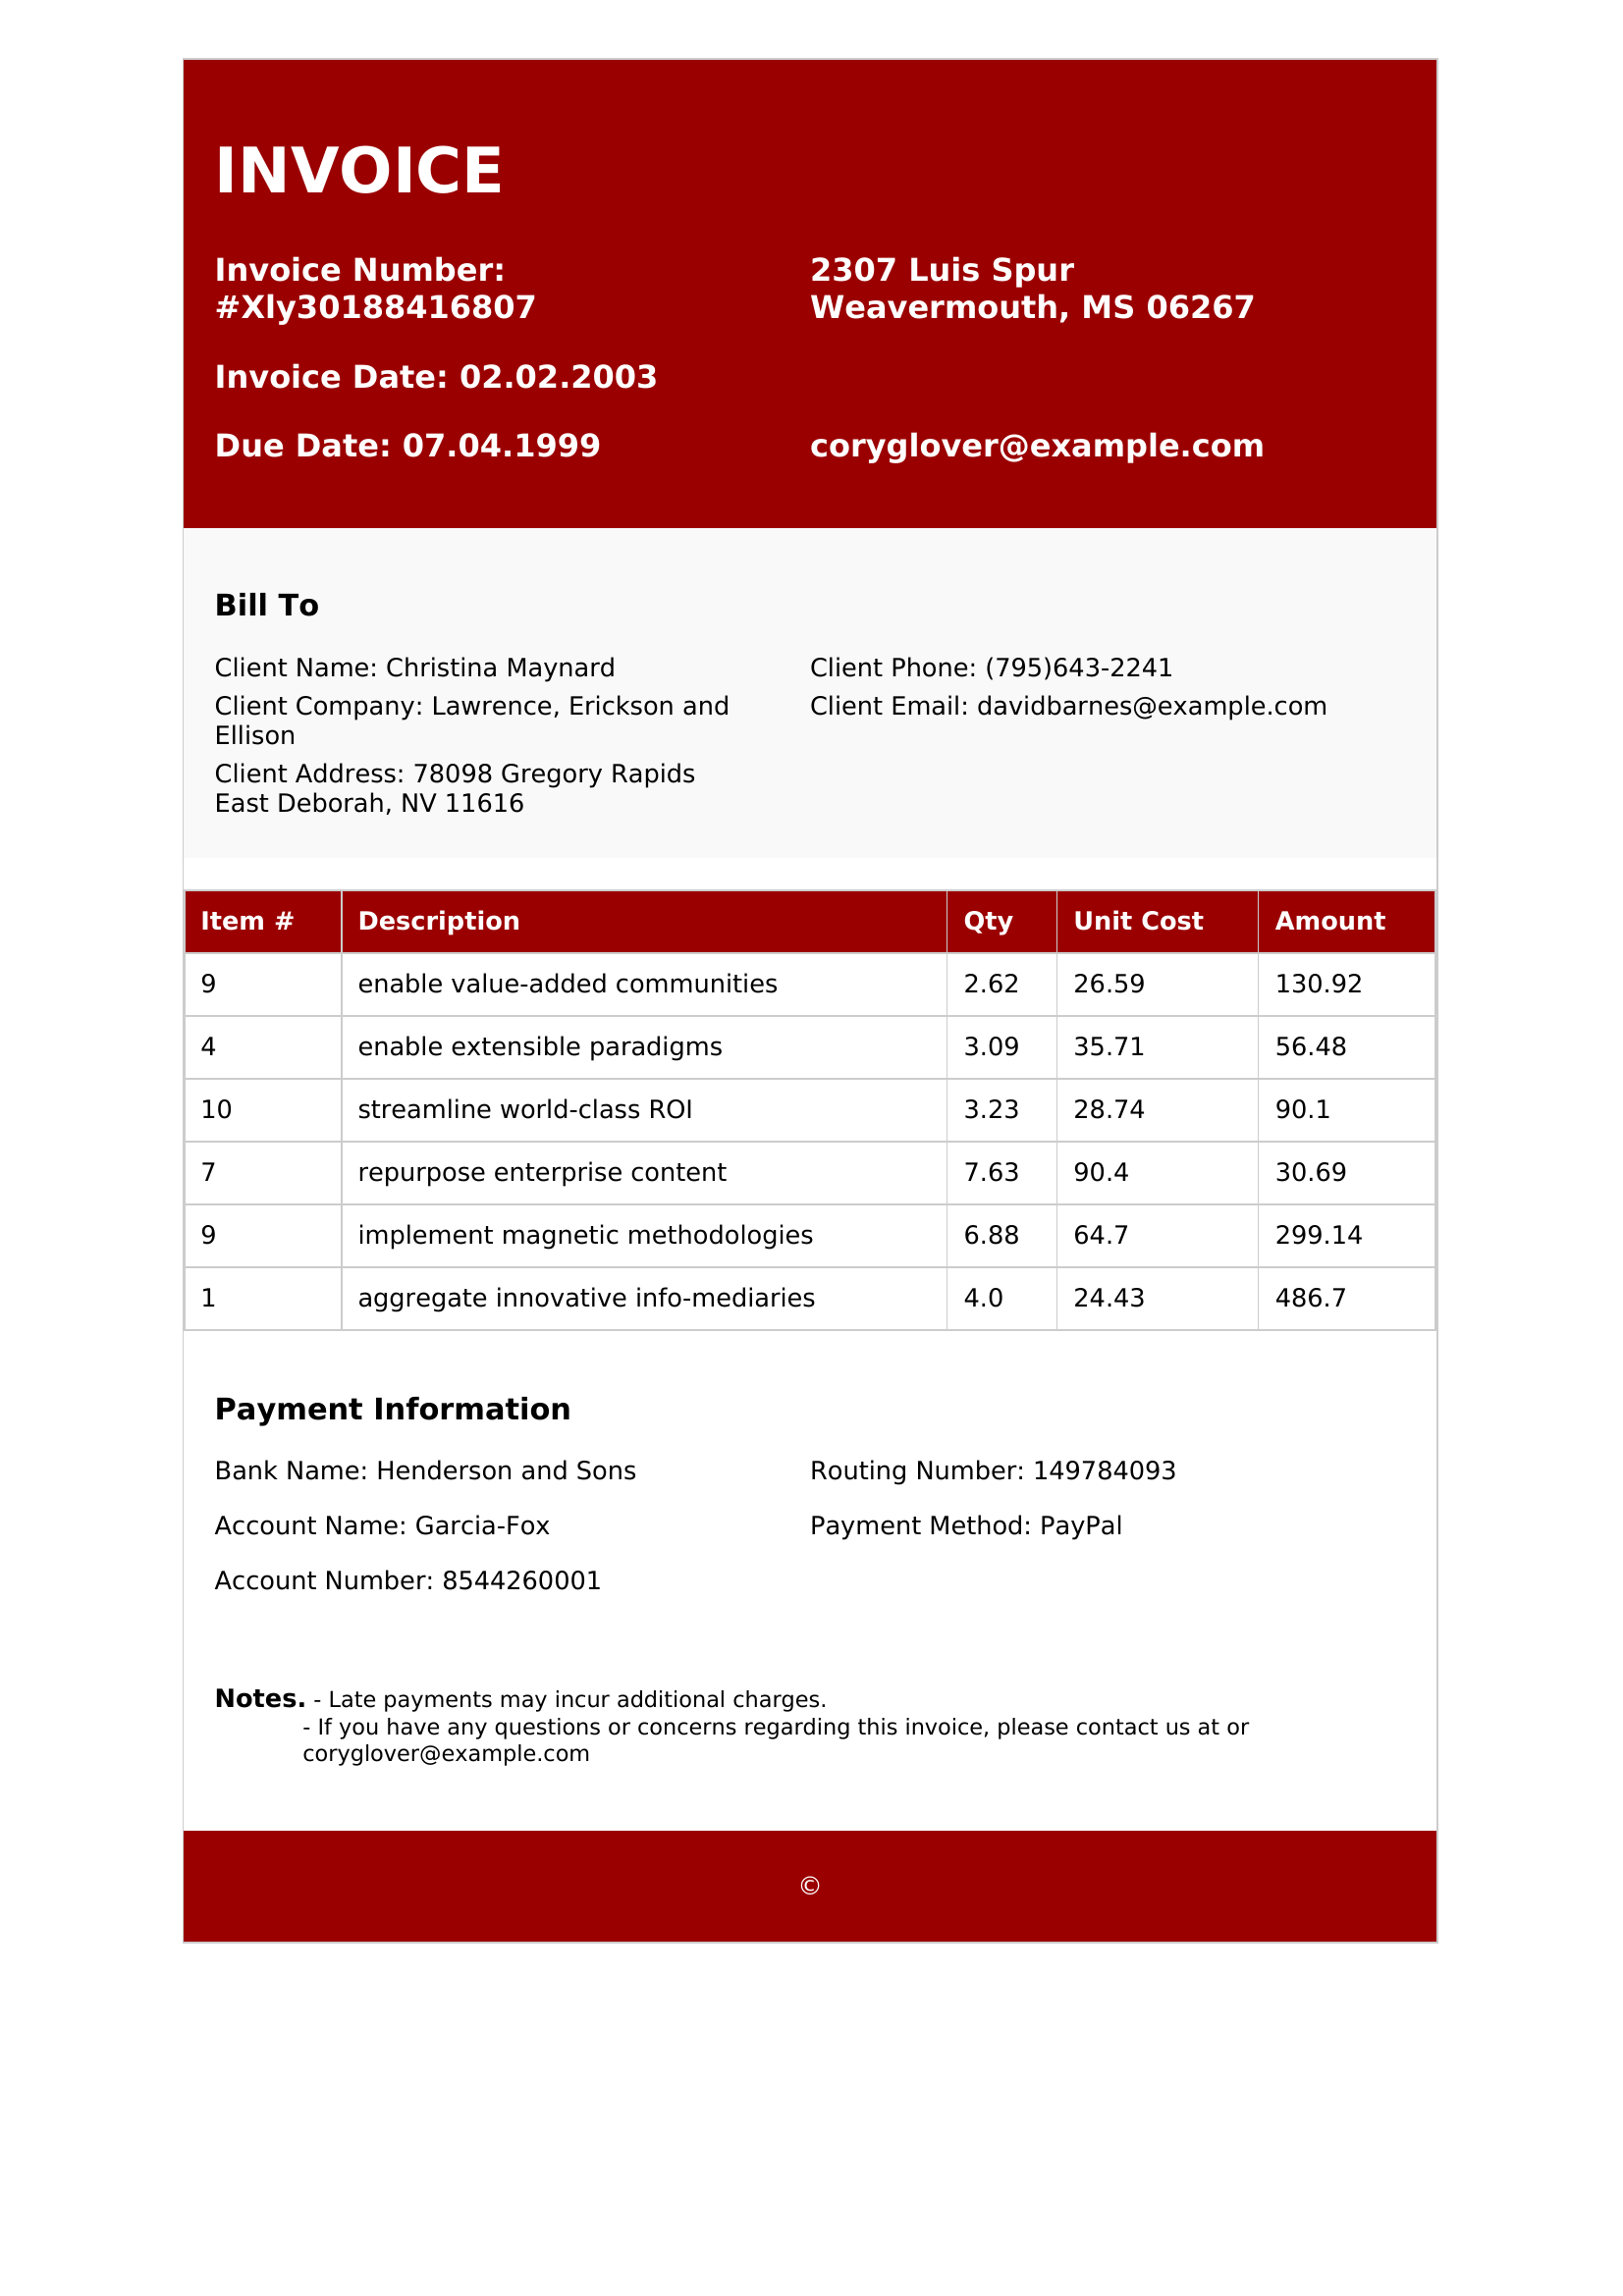 INVOICE
Invoice Number:
#Xly30188416807
2307 Luis Spur
Weavermouth, MS 06267
Invoice Date: 02.02.2003
Due Date: 07.04.1999
coryglover@example.com
Bill To
Client Name: Christina Maynard
Client Company: Lawrence, Erickson and
Ellison
Client Address: 78098 Gregory Rapids
East Deborah, NV 11616
Client Phone: (795)643-2241
Client Email: davidbarnes@example.com
Item # Description Qty Unit Cost Amount
9 enable value-added communities 2.62 26.59 130.92
4 enable extensible paradigms 3.09 35.71 56.48
10 streamline world-class ROI 3.23 28.74 90.1
7 repurpose enterprise content 7.63 90.4 30.69
9 implement magnetic methodologies 6.88 64.7 299.14
1 aggregate innovative info-mediaries 4.0 24.43 486.7
Payment Information
Bank Name: Henderson and Sons
Account Name: Garcia-Fox
Account Number: 8544260001
Routing Number: 149784093
Payment Method: PayPal
Notes. - Late payments may incur additional charges.
- If you have any questions or concerns regarding this invoice, please contact us at or
coryglover@example.com
©